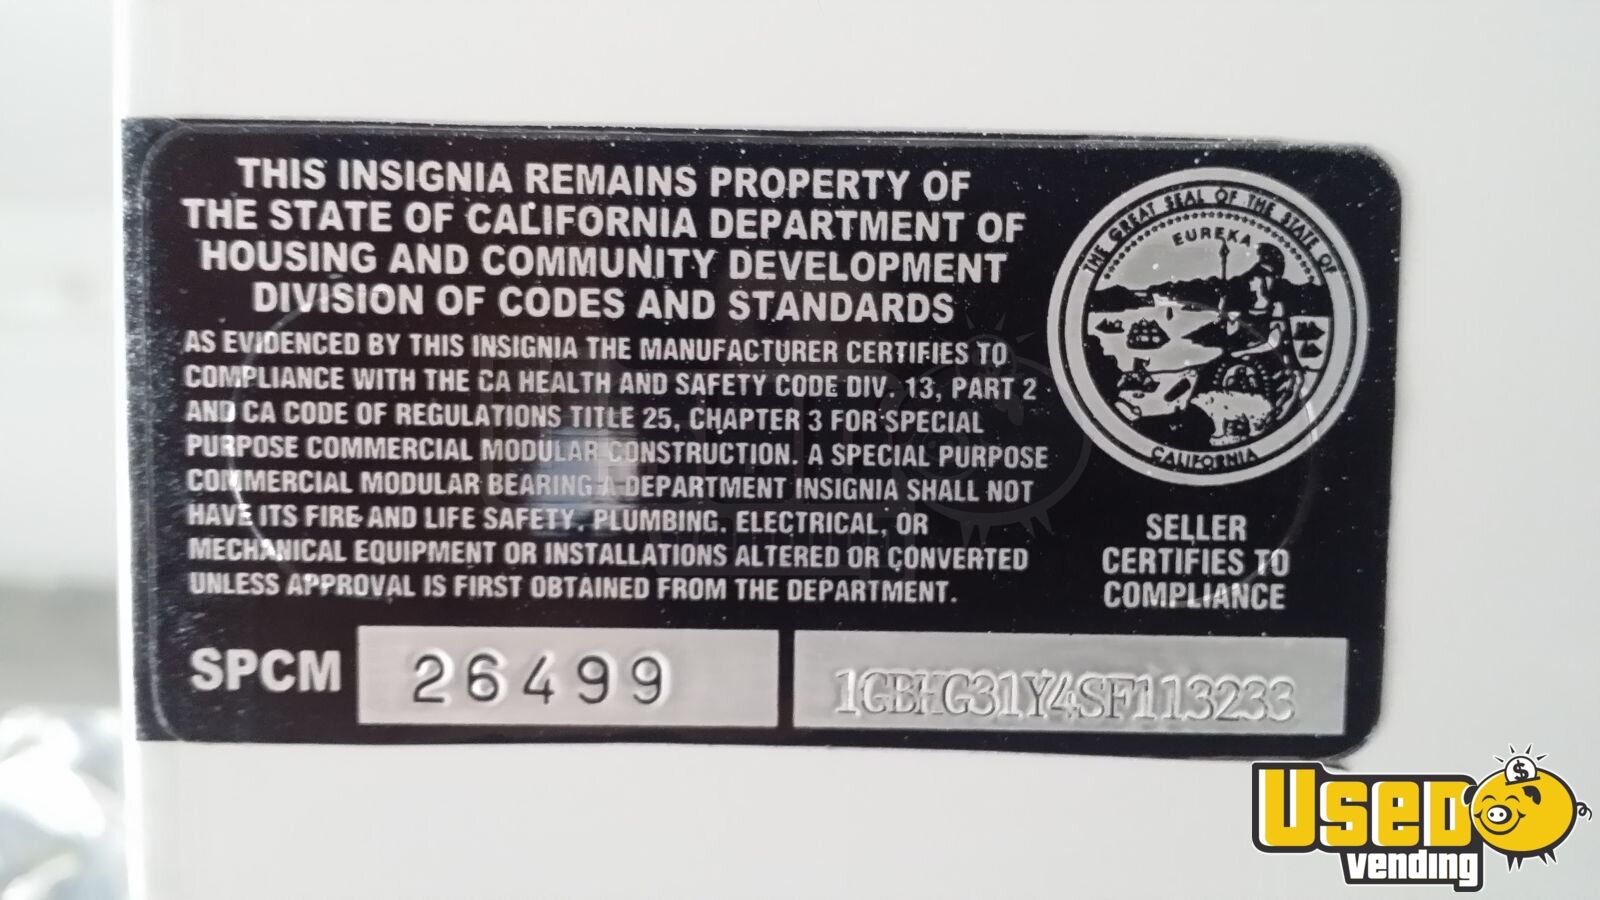 THIS INSIGNIA REMAINS PROPERTY OF
THE STATE OF CALIFORNIA DEPARTMENT OF
HOUSING AND COMMUNITY DEVELOPMENT
DIVISION OF CODES AND STANDARDS
AS EVIDENCED BY THIS INSIGNIA THE MANUFACTURER CERTIFIES TO
COMPLIANCE WITH THE CA HEALTH AND SAFETY CODE DIV. 13, PART 2
AND CA CODE OF REGULATIONS TITLE 25, CHAPTER 3 FOR SPECIAL
PURPOSE COMMERCIAL MODULAR CONSTRUCTION. A SPECIAL PURPOSE
COMMERCIAL MODULAR BEARING A DEPARTMENT INSIGNIA SHALL NOT
HAVE ITS FIRE AND LIFE SAFETY, PLUMBING, ELECTRICAL, OR
MECHANICAL EQUIPMENT OR INSTALLATIONS ALTERED OR CONVERTED
UNLESS APPROVAL IS FIRST OBTAINED FROM THE DEPARTMENT.
THE GREAT SEAL OF THE STATE OF
EUREKA
CALIFORNIA
SELLER
CERTIFIES TO
COMPLIANCE
SPCM 26499 1GBHG31Y4SF113233
USED
vending